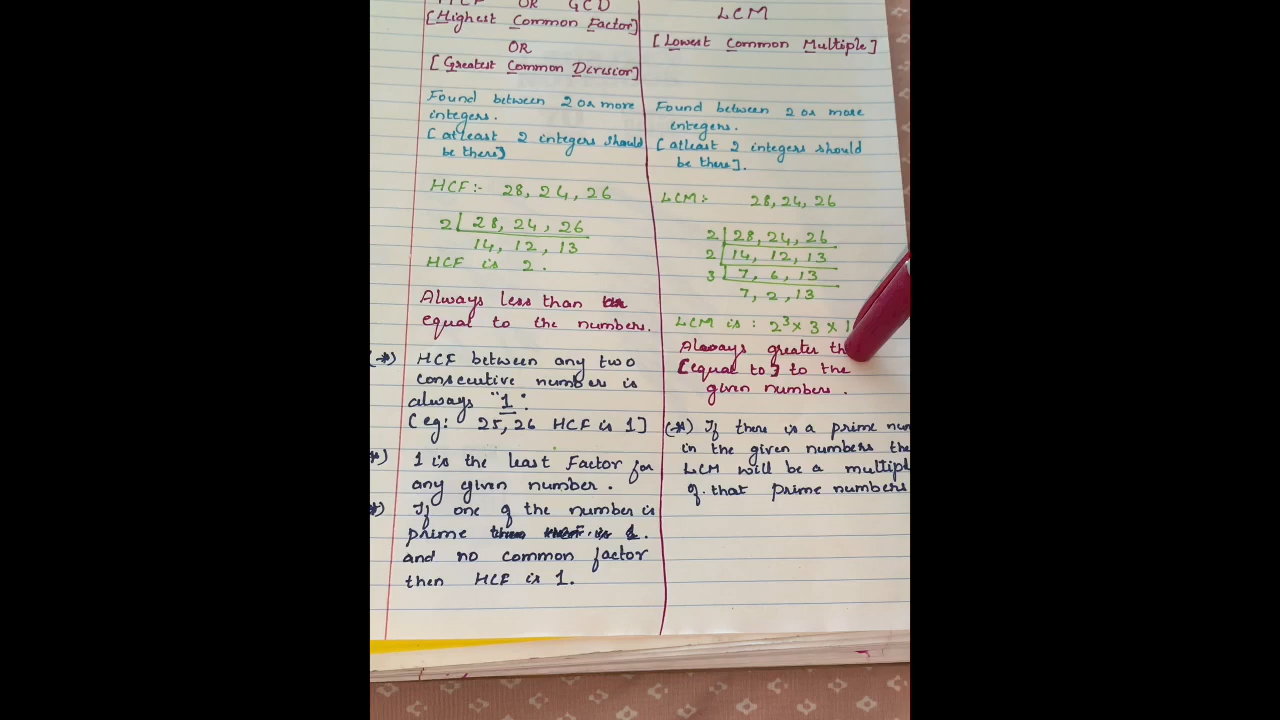 HCF OR GCD
[Highest Common Factor]
OR
[Greatest Common Divisior]
Found between 2 or more
integers.
[atleast 2 integers should
be there]
HCF:- 28, 24, 26
2 | 28, 24, 26
14, 12, 13
HCF is 2.
Always less than
equal to the numbers.
(*) HCF between any two
consecutive number is
always "1".
(eg: 25, 26 HCF is 1]
*) 1 is the least Factor for
any given number.
*) If one of the number is
prime
and no common factor
then HCF is 1.
LCM
[Lowest Common Multiple]
Found between 2 or more
integers.
[atleast 2 integers should
be there].
LCM:- 28, 24, 26
2 | 28, 24, 26
2 | 14, 12, 13
3 | 7, 6, 13
7, 2, 13
LCM is : 2³ x 3 x 1
Always greater th
[equal to] to the
given numbers.
(*) If there is a prime num
in the given numbers the
LCM will be a multipl
of that prime numbers